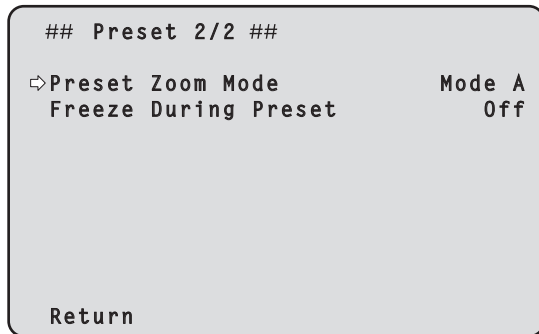 ## Preset 2/2 ##
⇨Preset Zoom Mode Mode A
Freeze During Preset Off
Return